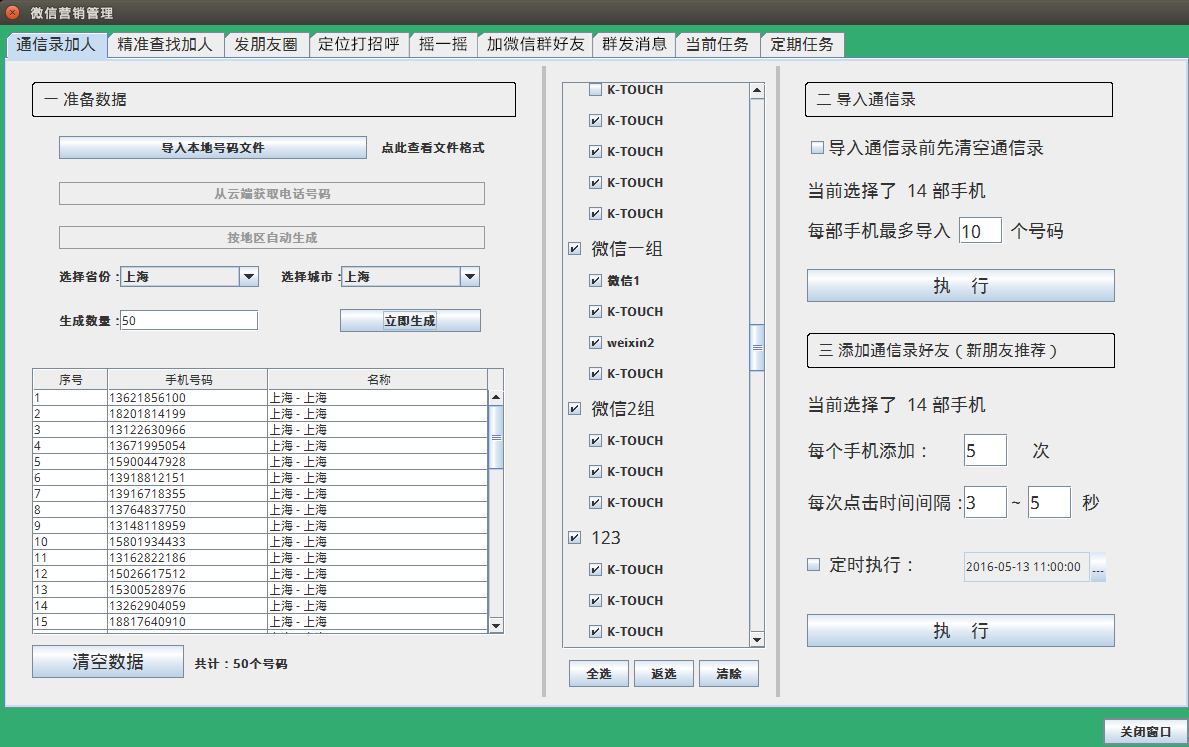 微信营销管理
通信录加人 精准查找加人 发朋友圈 定位打招呼 摇一摇 加微信群好友 群发消息 当前任务 定期任务
一 准备数据
导入本地号码文件 点此查看文件格式
从云端获取电话号码
按地区自动生成
选择省份 : 上海 选择城市 : 上海
生成数量 : 50 立即生成
序号 手机号码 名称
1 13621856100 上海 - 上海
2 18201814199 上海 - 上海
3 13122630966 上海 - 上海
4 13671995054 上海 - 上海
5 15900447928 上海 - 上海
6 13918812151 上海 - 上海
7 13916718355 上海 - 上海
8 13764837750 上海 - 上海
9 13148118959 上海 - 上海
10 15801934433 上海 - 上海
11 13162822186 上海 - 上海
12 15026617512 上海 - 上海
13 15300528976 上海 - 上海
14 13262904059 上海 - 上海
15 18817640910 上海 - 上海
清空数据 共计 : 50个号码
K-TOUCH
K-TOUCH
K-TOUCH
K-TOUCH
K-TOUCH
微信一组
微信1
K-TOUCH
weixin2
K-TOUCH
微信2组
K-TOUCH
K-TOUCH
K-TOUCH
123
K-TOUCH
K-TOUCH
K-TOUCH
全选 返选 清除
二 导入通信录
导入通信录前先清空通信录
当前选择了 14 部手机
每部手机最多导入 10 个号码
执 行
三 添加通信录好友（新朋友推荐）
当前选择了 14 部手机
每个手机添加： 5 次
每次点击时间间隔 : 3 ~ 5 秒
定时执行： 2016-05-13 11:00:00 ...
执 行
关闭窗口